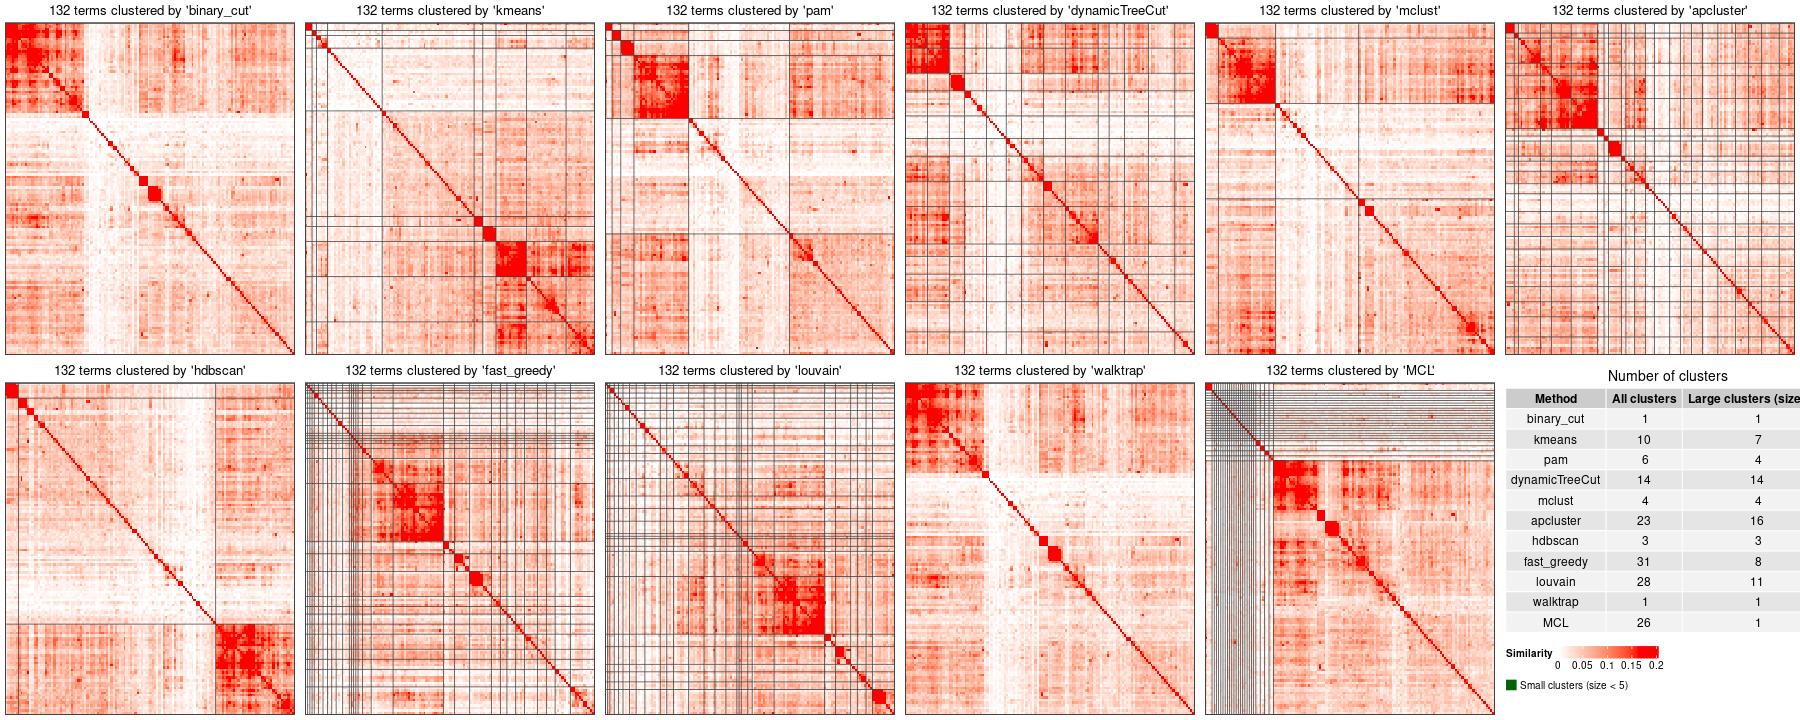 132 terms clustered by 'binary_cut'
132 terms clustered by 'kmeans'
132 terms clustered by 'pam'
132 terms clustered by 'dynamicTreeCut'
132 terms clustered by 'mclust'
132 terms clustered by 'apcluster'
132 terms clustered by 'hdbscan'
132 terms clustered by 'fast_greedy'
132 terms clustered by 'louvain'
132 terms clustered by 'walktrap'
132 terms clustered by 'MCL'
Number of clusters
Method All clusters Large clusters (size
binary_cut 1 1
kmeans 10 7
pam 6 4
dynamicTreeCut 14 14
mclust 4 4
apcluster 23 16
hdbscan 3 3
fast_greedy 31 8
louvain 28 11
walktrap 1 1
MCL 26 1
Similarity
0 0.05 0.1 0.15 0.2
Small clusters (size < 5)